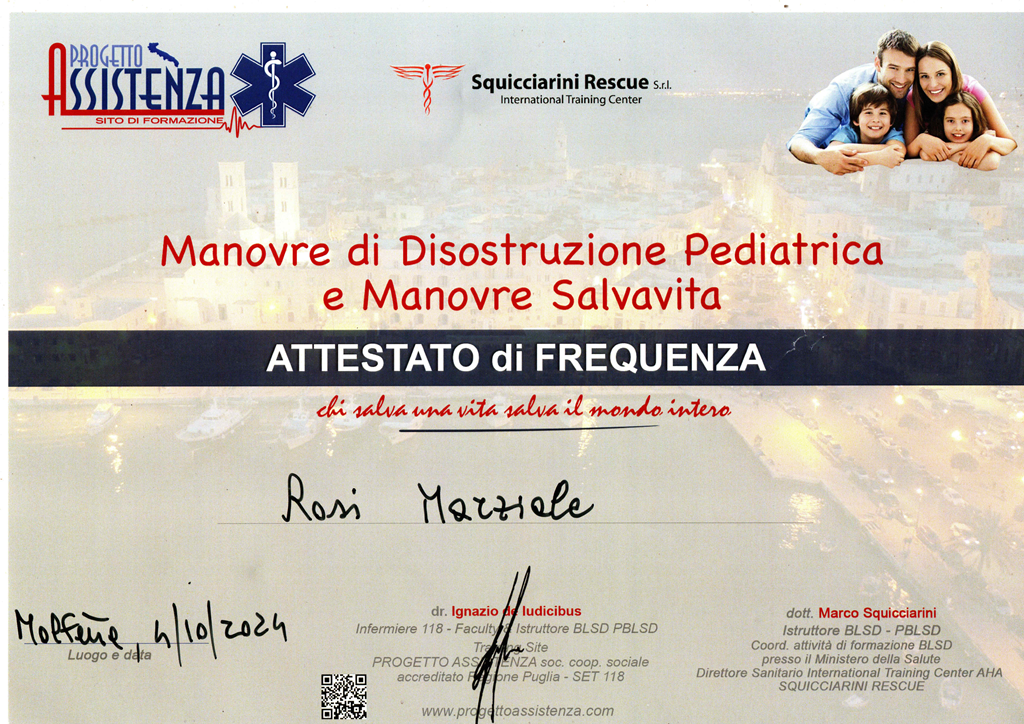 PROGETTO
ASSISTENZA
SITO DI FORMAZIONE
Squicciarini Rescue S.r.l.
International Training Center
Manovre di Disostruzione Pediatrica
e Manovre Salvavita
ATTESTATO di FREQUENZA
chi salva una vita salva il mondo intero
Rosi Marziale
4/10/2024
Luogo e data
dr. Ignazio de Iudicibus
Infermiere 118 - Faculty & Istruttore BLSD PBLSD
Training Site
PROGETTO ASSISTENZA soc. coop. sociale
accreditato Regione Puglia - SET 118
www.progettoassistenza.com
dott. Marco Squicciarini
Istruttore BLSD - PBLSD
Coord. attività di formazione BLSD
presso il Ministero della Salute
Direttore Sanitario International Training Center AHA
SQUICCIARINI RESCUE